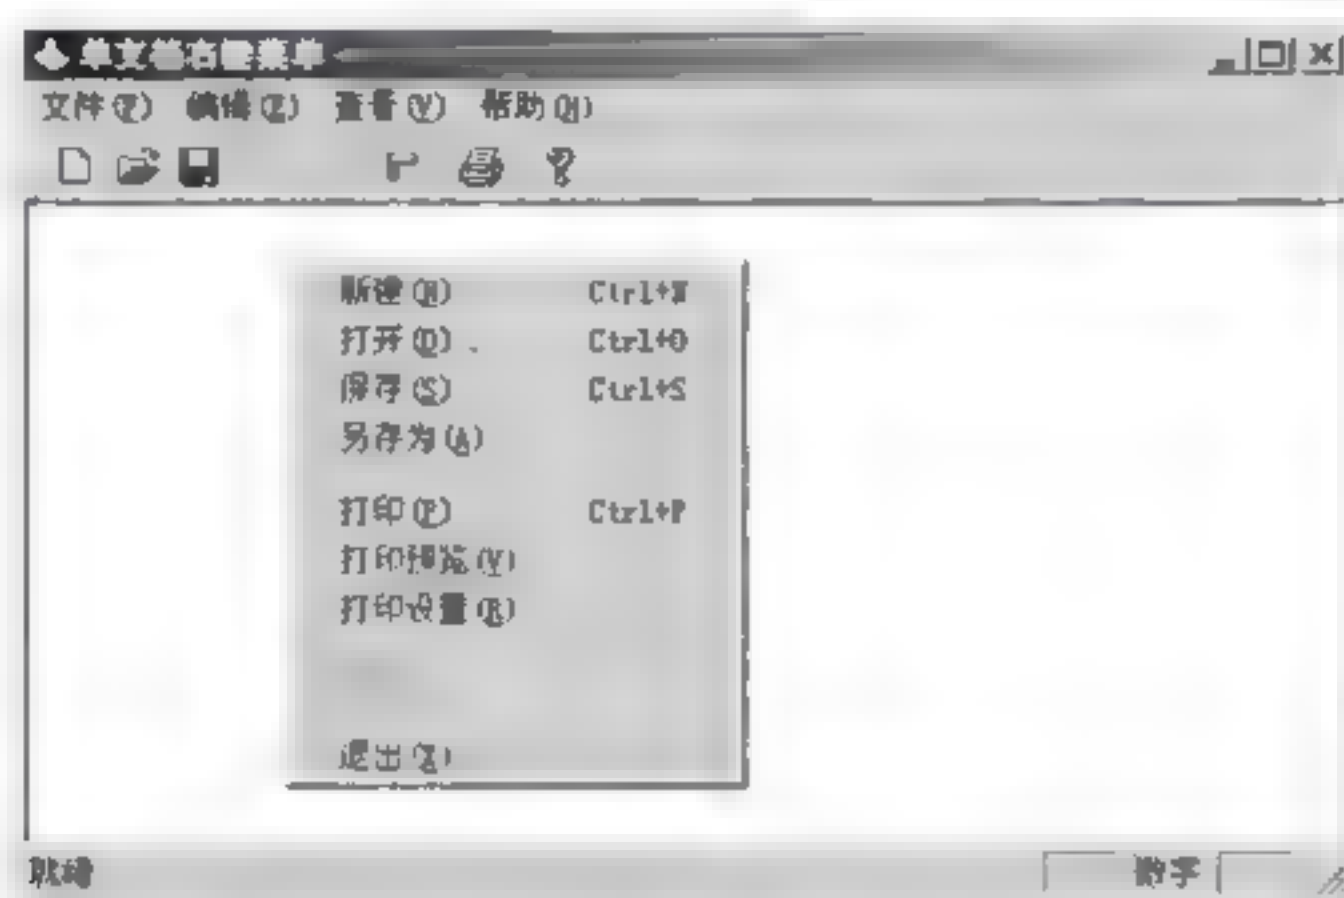 单文档右键菜单
文件(F) 编辑(E) 查看(V) 帮助(H)
新建(N) Ctrl+N
打开(O). Ctrl+O
保存(S) Ctrl+S
另存为(A)
打印(P) Ctrl+P
打印预览(V)
打印设置(R)
退出(X)
就绪 数字